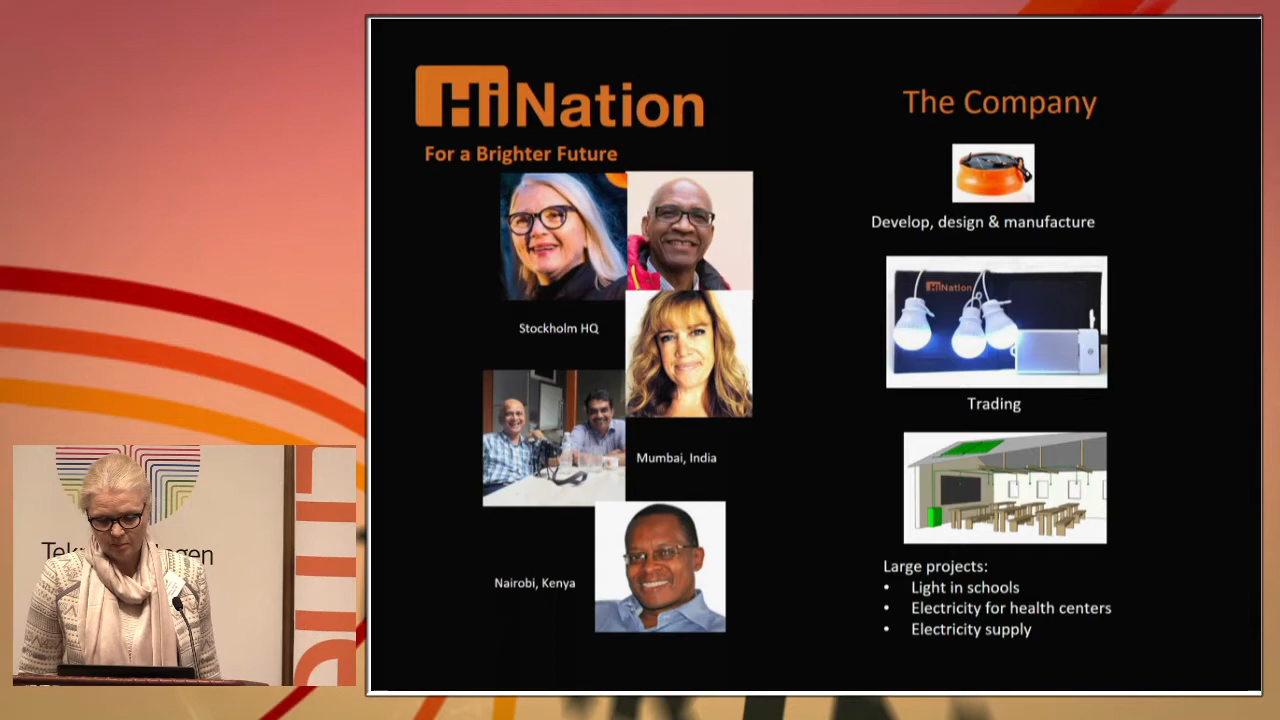 HiNation
For a Brighter Future
Stockholm HQ
Mumbai, India
Nairobi, Kenya
The Company
Develop, design & manufacture
HiNation
Trading
Large projects:
• Light in schools
• Electricity for health centers
• Electricity supply